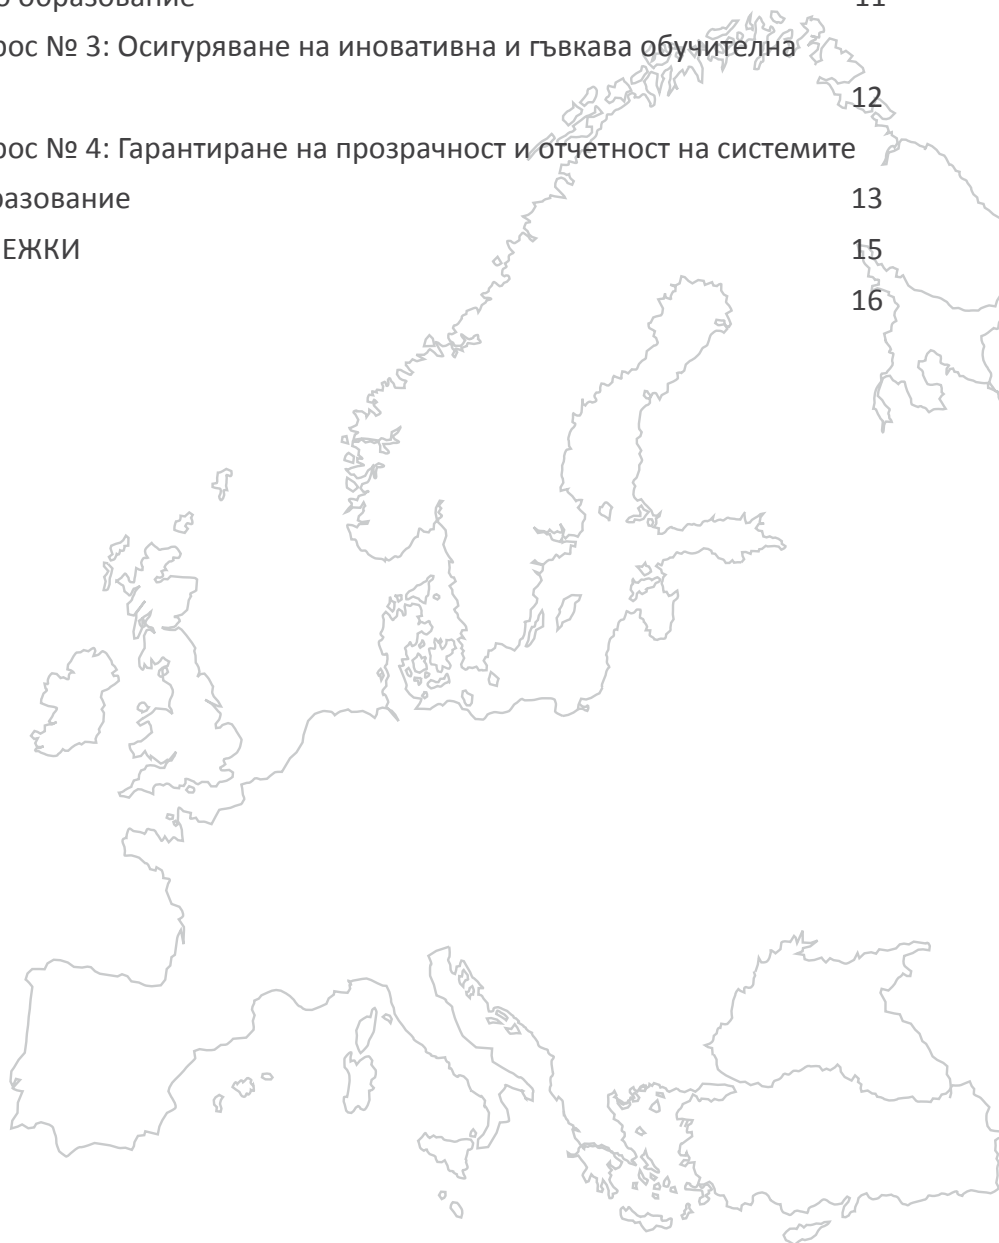 образование 11
рос № 3: Осигуряване на иновативна и гъвкава обучителна
12
рос № 4: Гарантиране на прозрачност и отчетност на системите
разование 13
ЕЖКИ 15
16